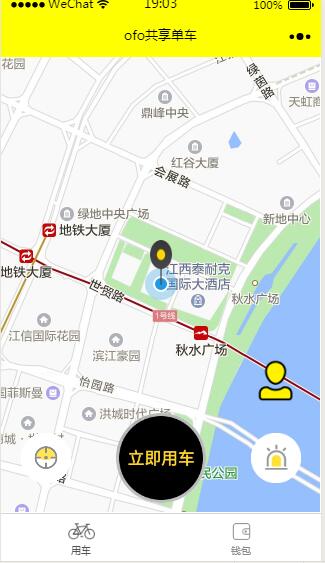 WeChat 19:03 100%
ofo共享单车
花园
绿茵路
天虹商
鼎峰中央
红谷大厦
会展路
绿地中央广场
新地中心
地铁大厦
江西泰耐克
国际大酒店
地铁大厦
世贸路
秋水广场
1号线
江信国际花园
秋水广场
滨江豪园
怡园路
国菲斯曼
洪城时代广场
立即用车
民公园
用车
钱包